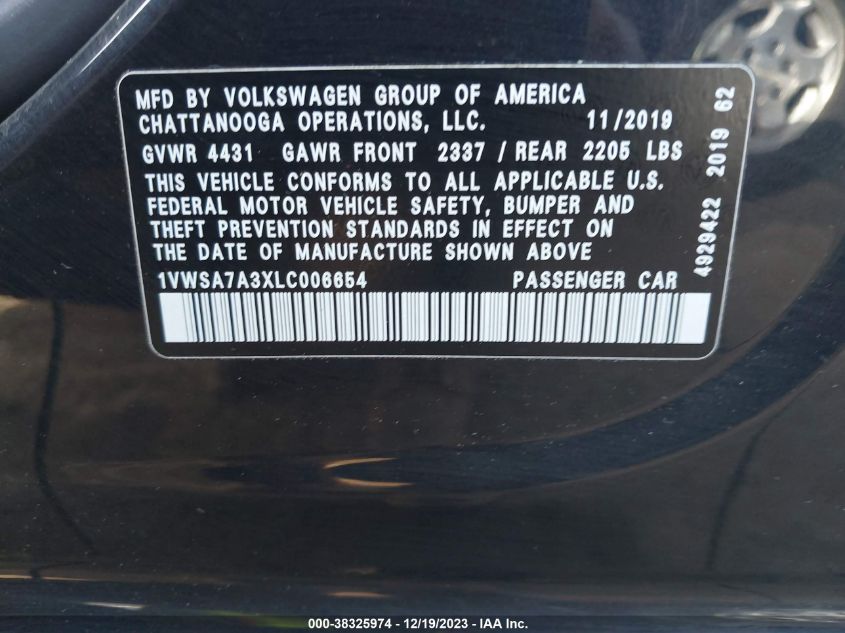 MFD BY VOLKSWAGEN GROUP OF AMERICA
CHATTANOOGA OPERATIONS, LLC. 11/2019
GVWR 4431 GAWR FRONT 2337 / REAR 2205 LBS
THIS VEHICLE CONFORMS TO ALL APPLICABLE U.S.
FEDERAL MOTOR VEHICLE SAFETY, BUMPER AND
THEFT PREVENTION STANDARDS IN EFFECT ON
THE DATE OF MANUFACTURE SHOWN ABOVE
1VWSA7A3XLC006654 PASSENGER CAR
4929422 2019 62
000-38325974 - 12/19/2023 - IAA Inc.